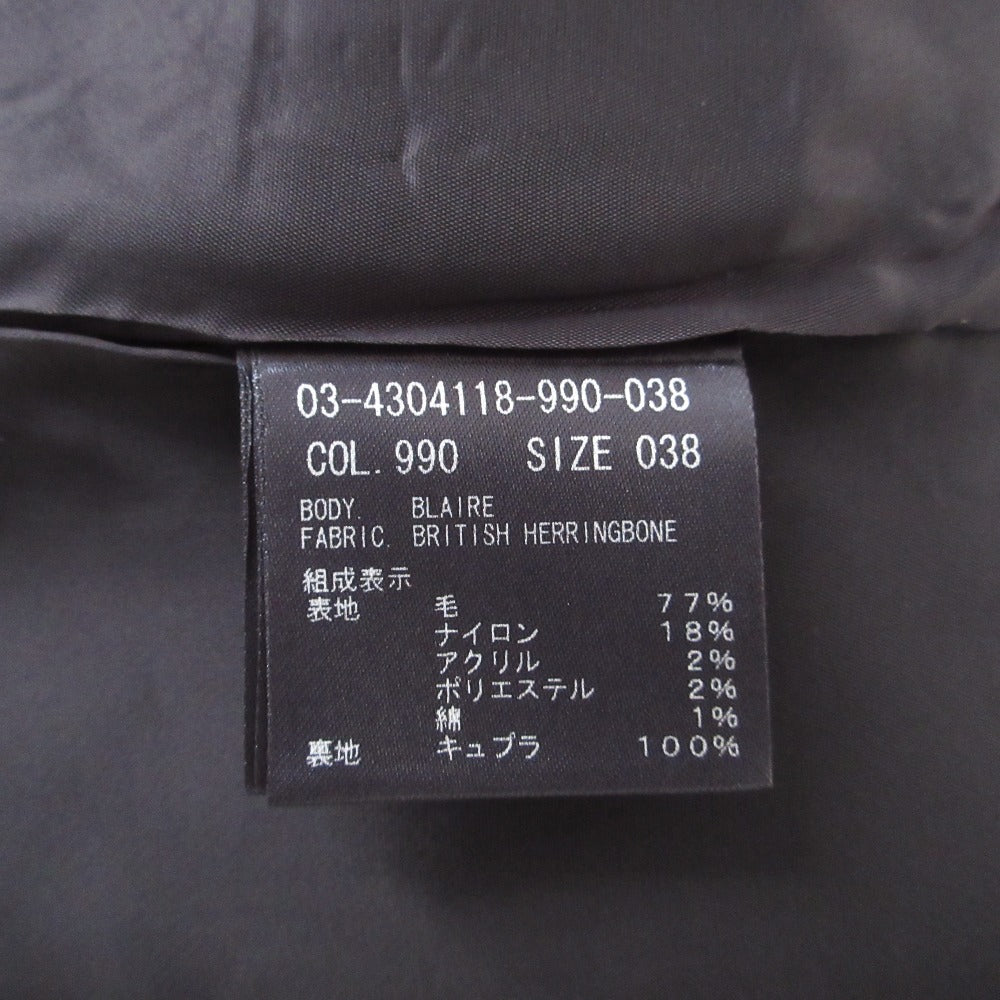 03-4304118-990-038
COL. 990 SIZE 038
BODY. BLAIRE
FABRIC. BRITISH HERRINGBONE
組成表示
表地 毛 77%
ナイロン 18%
アクリル 2%
ポリエステル 2%
綿 1%
裏地 キュプラ 100%